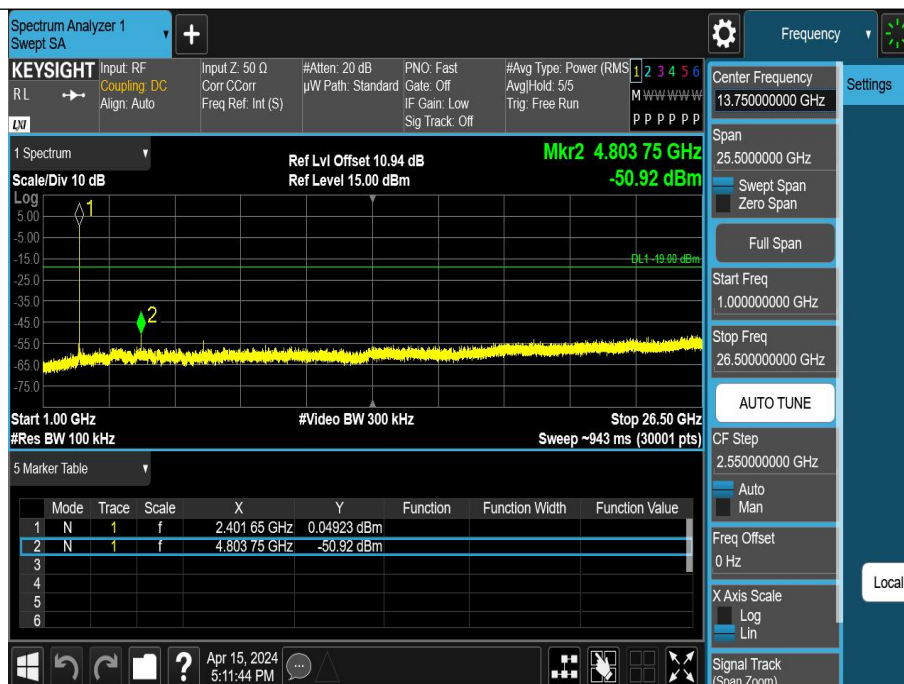 Spectrum Analyzer 1
Swept SA
+
Frequency
KEYSIGHT
R L
LXI
Input: RF
Coupling: DC
Align: Auto
Input Z: 50 Ω
Corr CCorr
Freq Ref: Int (S)
#Atten: 20 dB
µW Path: Standard
PNO: Fast
Gate: Off
IF Gain: Low
Sig Track: Off
#Avg Type: Power (RMS
Avg|Hold: 5/5
Trig: Free Run
1 2 3 4 5 6
M W W W W W
P P P P P P
1 Spectrum
Scale/Div 10 dB
Ref Lvl Offset 10.94 dB
Ref Level 15.00 dBm
Mkr2 4.803 75 GHz
-50.92 dBm
Log
5.00
-5.00
-15.0
-25.0
-35.0
-45.0
-55.0
-65.0
-75.0
1
2
DL1 -19.00 dBm
Start 1.00 GHz
#Res BW 100 kHz
#Video BW 300 kHz
Stop 26.50 GHz
Sweep ~943 ms (30001 pts)
5 Marker Table
Mode Trace Scale X Y Function Function Width Function Value
1 N 1 f 2.401 65 GHz 0.04923 dBm
2 N 1 f 4.803 75 GHz -50.92 dBm
3
4
5
6
?
Apr 15, 2024
5:11:44 PM
Center Frequency
13.750000000 GHz
Span
25.5000000 GHz
Swept Span
Zero Span
Full Span
Start Freq
1.000000000 GHz
Stop Freq
26.500000000 GHz
AUTO TUNE
CF Step
2.550000000 GHz
Auto
Man
Freq Offset
0 Hz
X Axis Scale
Log
Lin
Signal Track
(Span Zoom)
Settings
Local